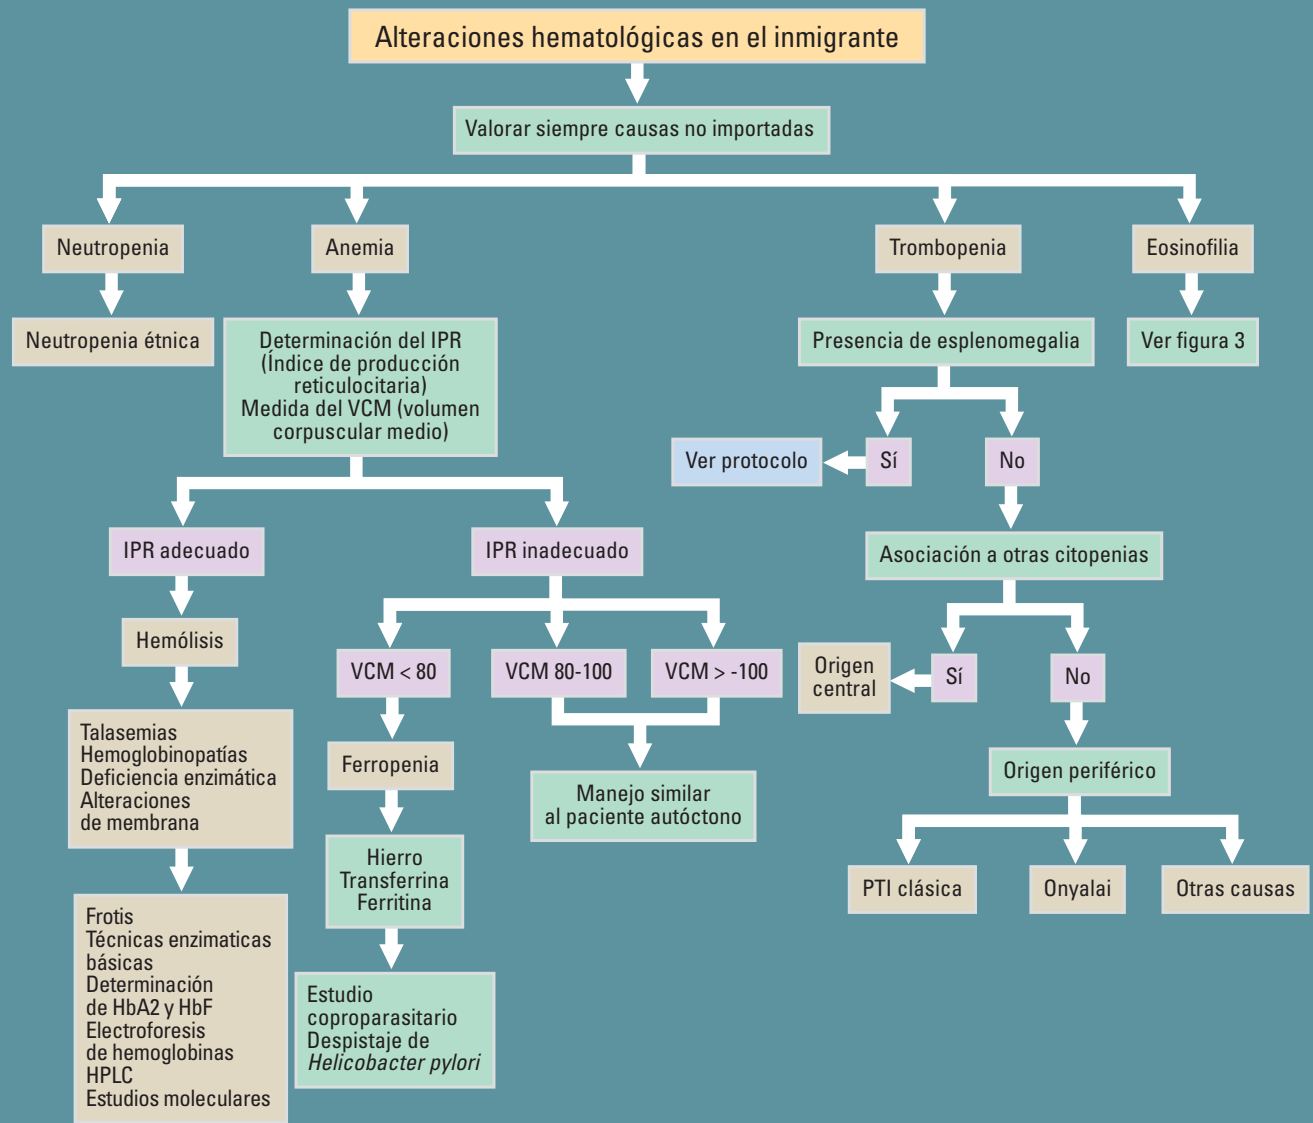 Alteraciones hematológicas en el inmigrante
Valorar siempre causas no importadas
Neutropenia
Anemia
Trombopenia
Eosinofilia
Neutropenia étnica
Determinación del IPR
(Índice de producción
reticulocitaria)
Medida del VCM (volumen
corpuscular medio)
Presencia de esplenomegalia
Ver figura 3
Ver protocolo
Sí
No
IPR adecuado
IPR inadecuado
Asociación a otras citopenias
Hemólisis
VCM < 80
VCM 80-100
VCM > -100
Origen
central
Sí
No
Talasemias
Hemoglobinopatías
Deficiencia enzimática
Alteraciones
de membrana
Ferropenia
Manejo similar
al paciente autóctono
Origen periférico
Hierro
Transferrina
Ferritina
PTI clásica
Onyalai
Otras causas
Frotis
Técnicas enzimaticas
básicas
Determinación
de HbA2 y HbF
Electroforesis
de hemoglobinas
HPLC
Estudios moleculares
Estudio
coproparasitario
Despistaje de
Helicobacter pylori